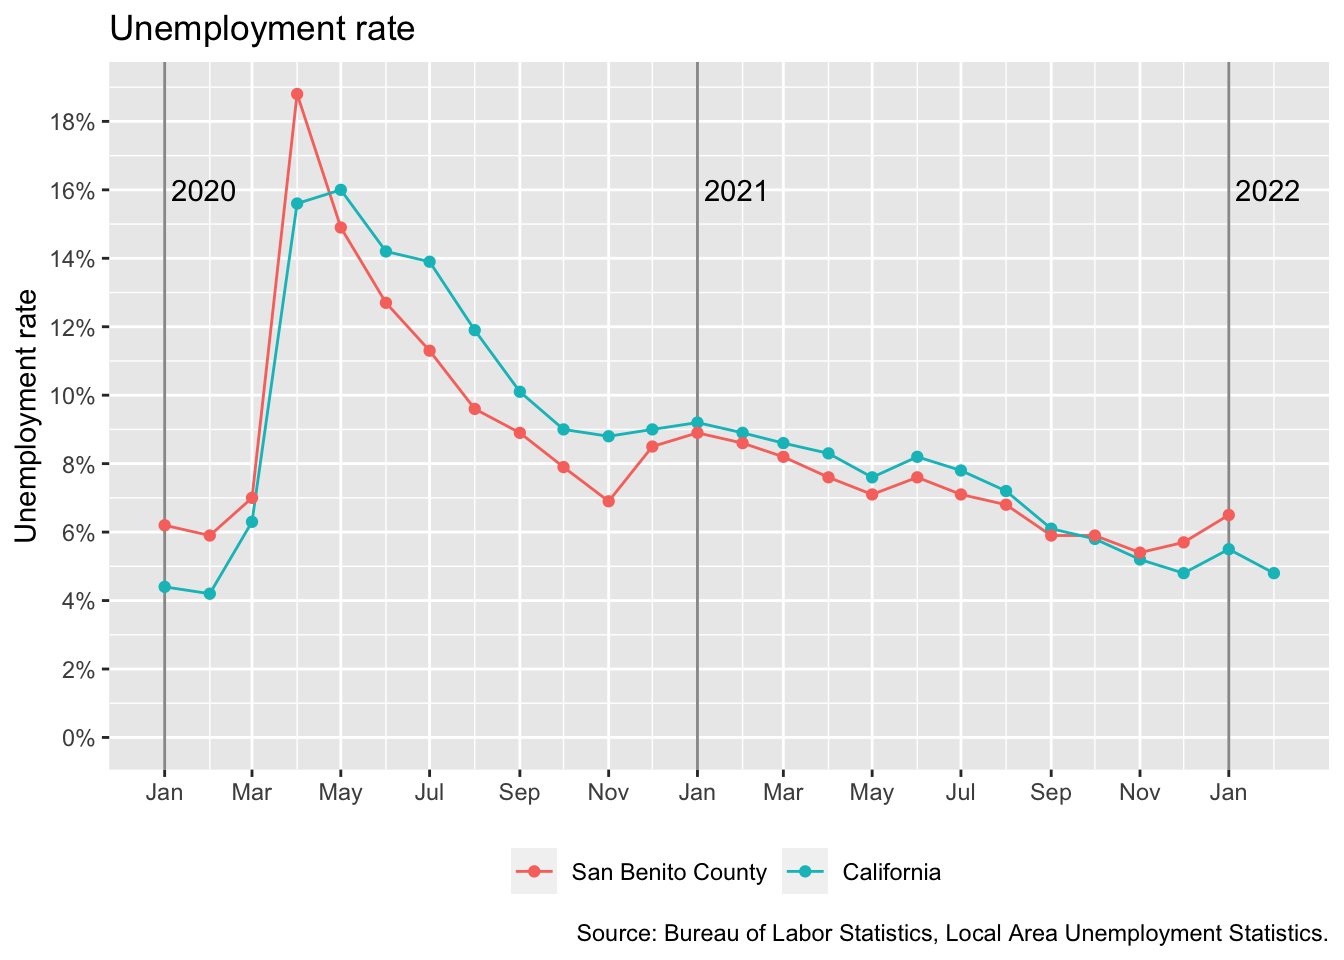 Unemployment rate
Unemployment rate
18%
16%
14%
12%
10%
8%
6%
4%
2%
0%
2020 2021 2022
Jan Mar May Jul Sep Nov Jan Mar May Jul Sep Nov Jan
San Benito County California
Source: Bureau of Labor Statistics, Local Area Unemployment Statistics.